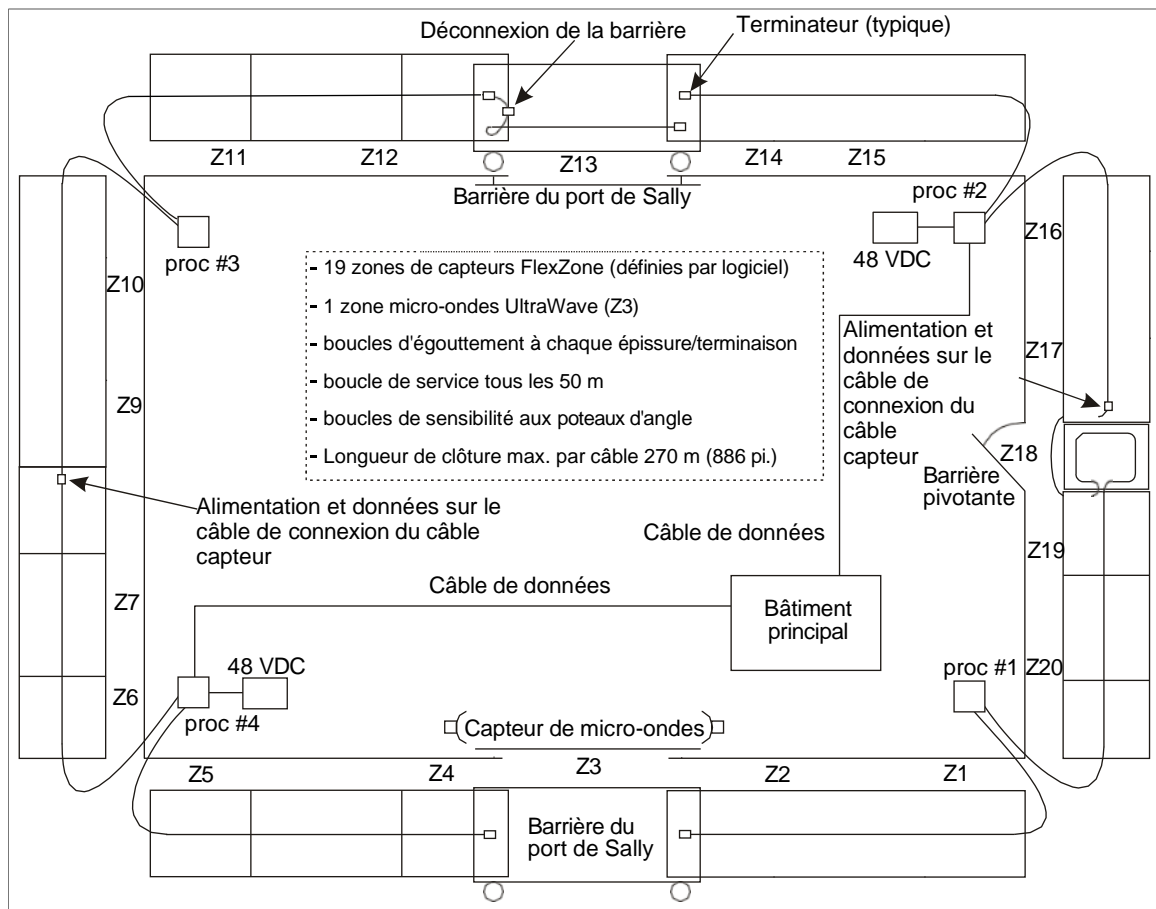 Déconnexion de la barrière
Terminateur (typique)
Z11
Z12
Z13
Z14
Z15
Barrière du port de Sally
proc #3
proc #2
48 VDC
Z16
Z10
- 19 zones de capteurs FlexZone (définies par logiciel)
- 1 zone micro-ondes UltraWave (Z3)
- boucles d'égouttement à chaque épissure/terminaison
- boucle de service tous les 50 m
- boucles de sensibilité aux poteaux d'angle
- Longueur de clôture max. par câble 270 m (886 pi.)
Alimentation et
données sur le
câble de
connexion du
câble
capteur
Z17
Z9
Z18
Barrière
pivotante
Alimentation et données sur le
câble de connexion du câble
capteur
Câble de données
Z19
Z7
Câble de données
Bâtiment
principal
48 VDC
proc #1
Z20
Z6
proc #4
Capteur de micro-ondes
Z5
Z4
Z3
Z2
Z1
Barrière du
port de Sally